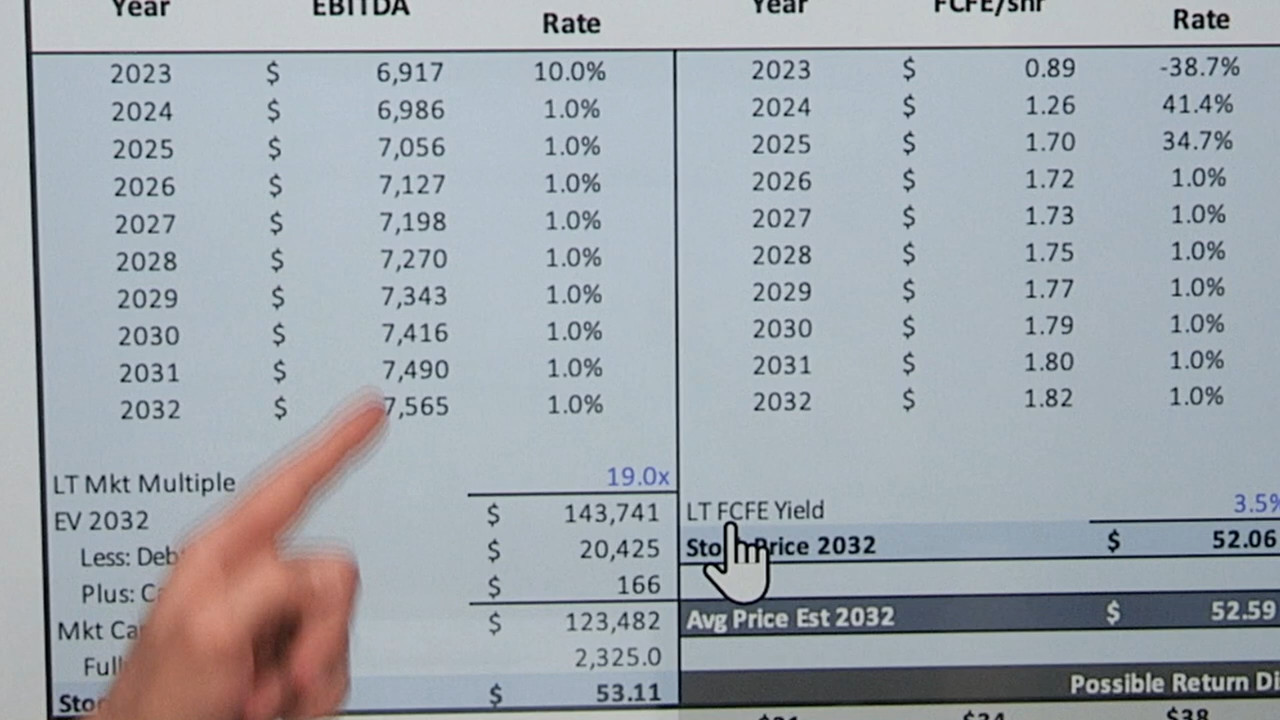 Year EBITDA Rate
2023 $ 6,917 10.0%
2024 $ 6,986 1.0%
2025 $ 7,056 1.0%
2026 $ 7,127 1.0%
2027 $ 7,198 1.0%
2028 $ 7,270 1.0%
2029 $ 7,343 1.0%
2030 $ 7,416 1.0%
2031 $ 7,490 1.0%
2032 $ 7,565 1.0%
LT Mkt Multiple 19.0x
EV 2032 $ 143,741
Less: $ 20,425
Plus: $ 166
Mkt $ 123,482
2,325.0
$ 53.11
Year FCFE/shr Rate
2023 $ 0.89 -38.7%
2024 $ 1.26 41.4%
2025 $ 1.70 34.7%
2026 $ 1.72 1.0%
2027 $ 1.73 1.0%
2028 $ 1.75 1.0%
2029 $ 1.77 1.0%
2030 $ 1.79 1.0%
2031 $ 1.80 1.0%
2032 $ 1.82 1.0%
LT FCFE Yield 3.5%
Price 2032 $ 52.06
Avg Price Est 2032 $ 52.59
Possible Return
$24 $38